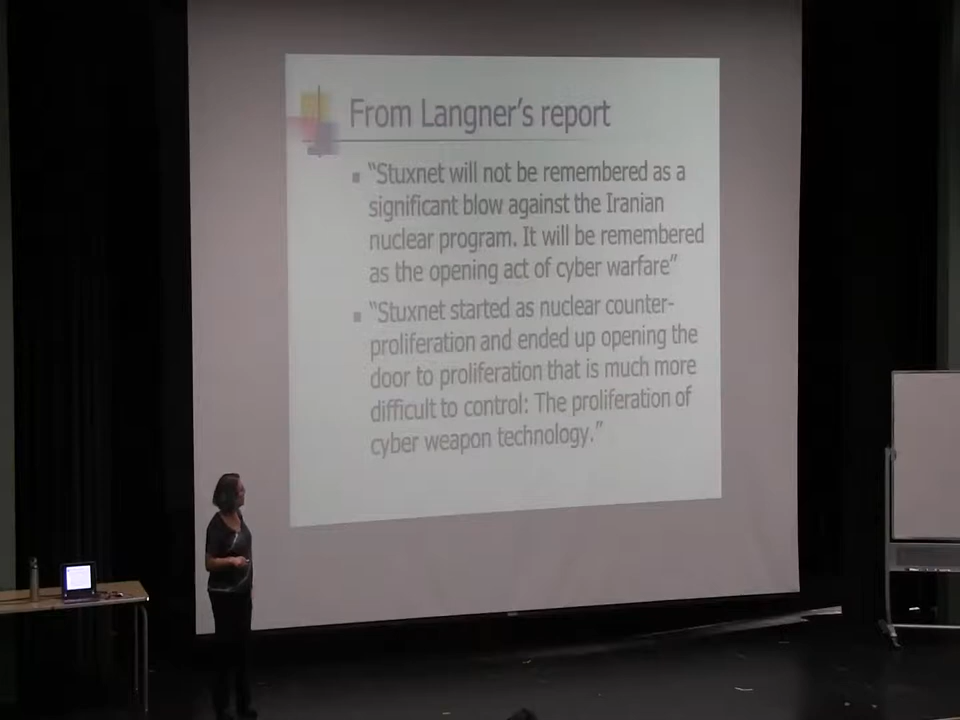 From Langner's report
"Stuxnet will not be remembered as a
significant blow against the Iranian
nuclear program. It will be remembered
as the opening act of cyber warfare"
"Stuxnet started as nuclear counter-
proliferation and ended up opening the
door to proliferation that is much more
difficult to control: The proliferation of
cyber weapon technology."